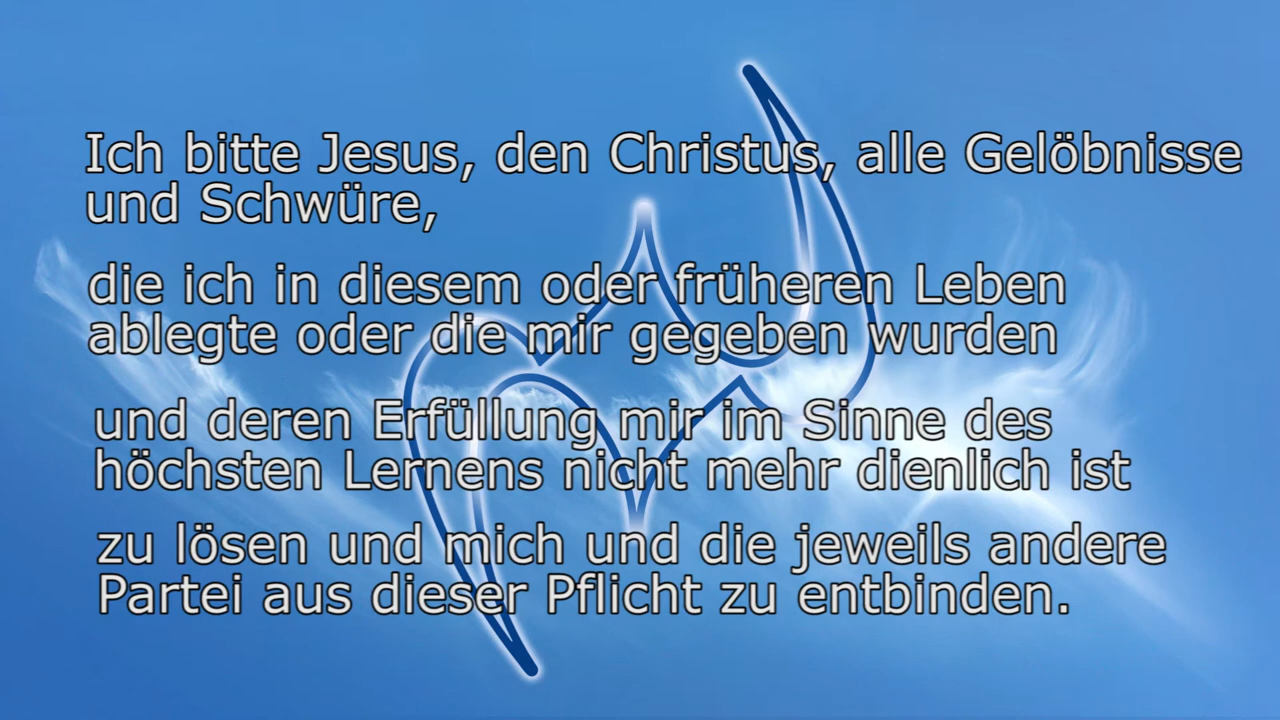 Ich bitte Jesus, den Christus, alle Gelöbnisse
und Schwüre,
die ich in diesem oder früheren Leben
ablegte oder die mir gegeben wurden
und deren Erfüllung mir im Sinne des
höchsten Lernens nicht mehr dienlich ist
zu lösen und mich und die jeweils andere
Partei aus dieser Pflicht zu entbinden.